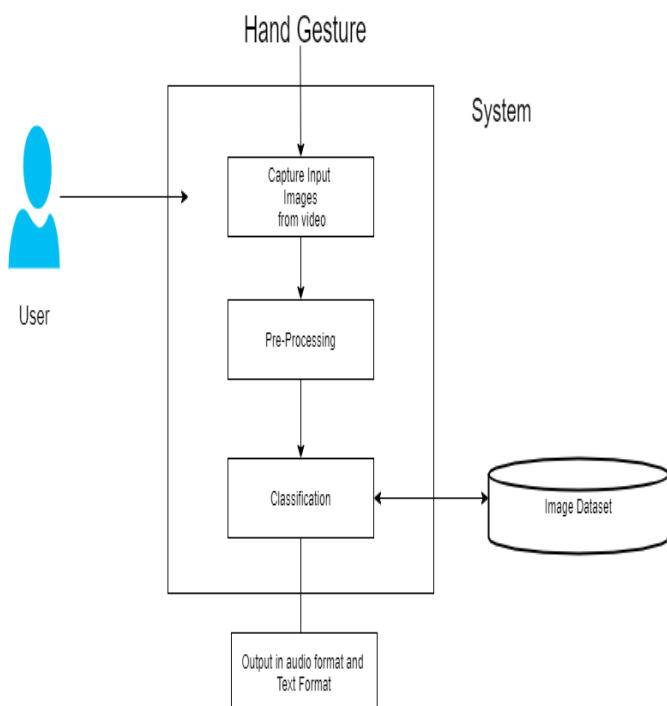 Hand Gesture
System
Capture Input
Images
from video
User
Pre-Processing
Classification
Image Dataset
Output in audio format and
Text Format